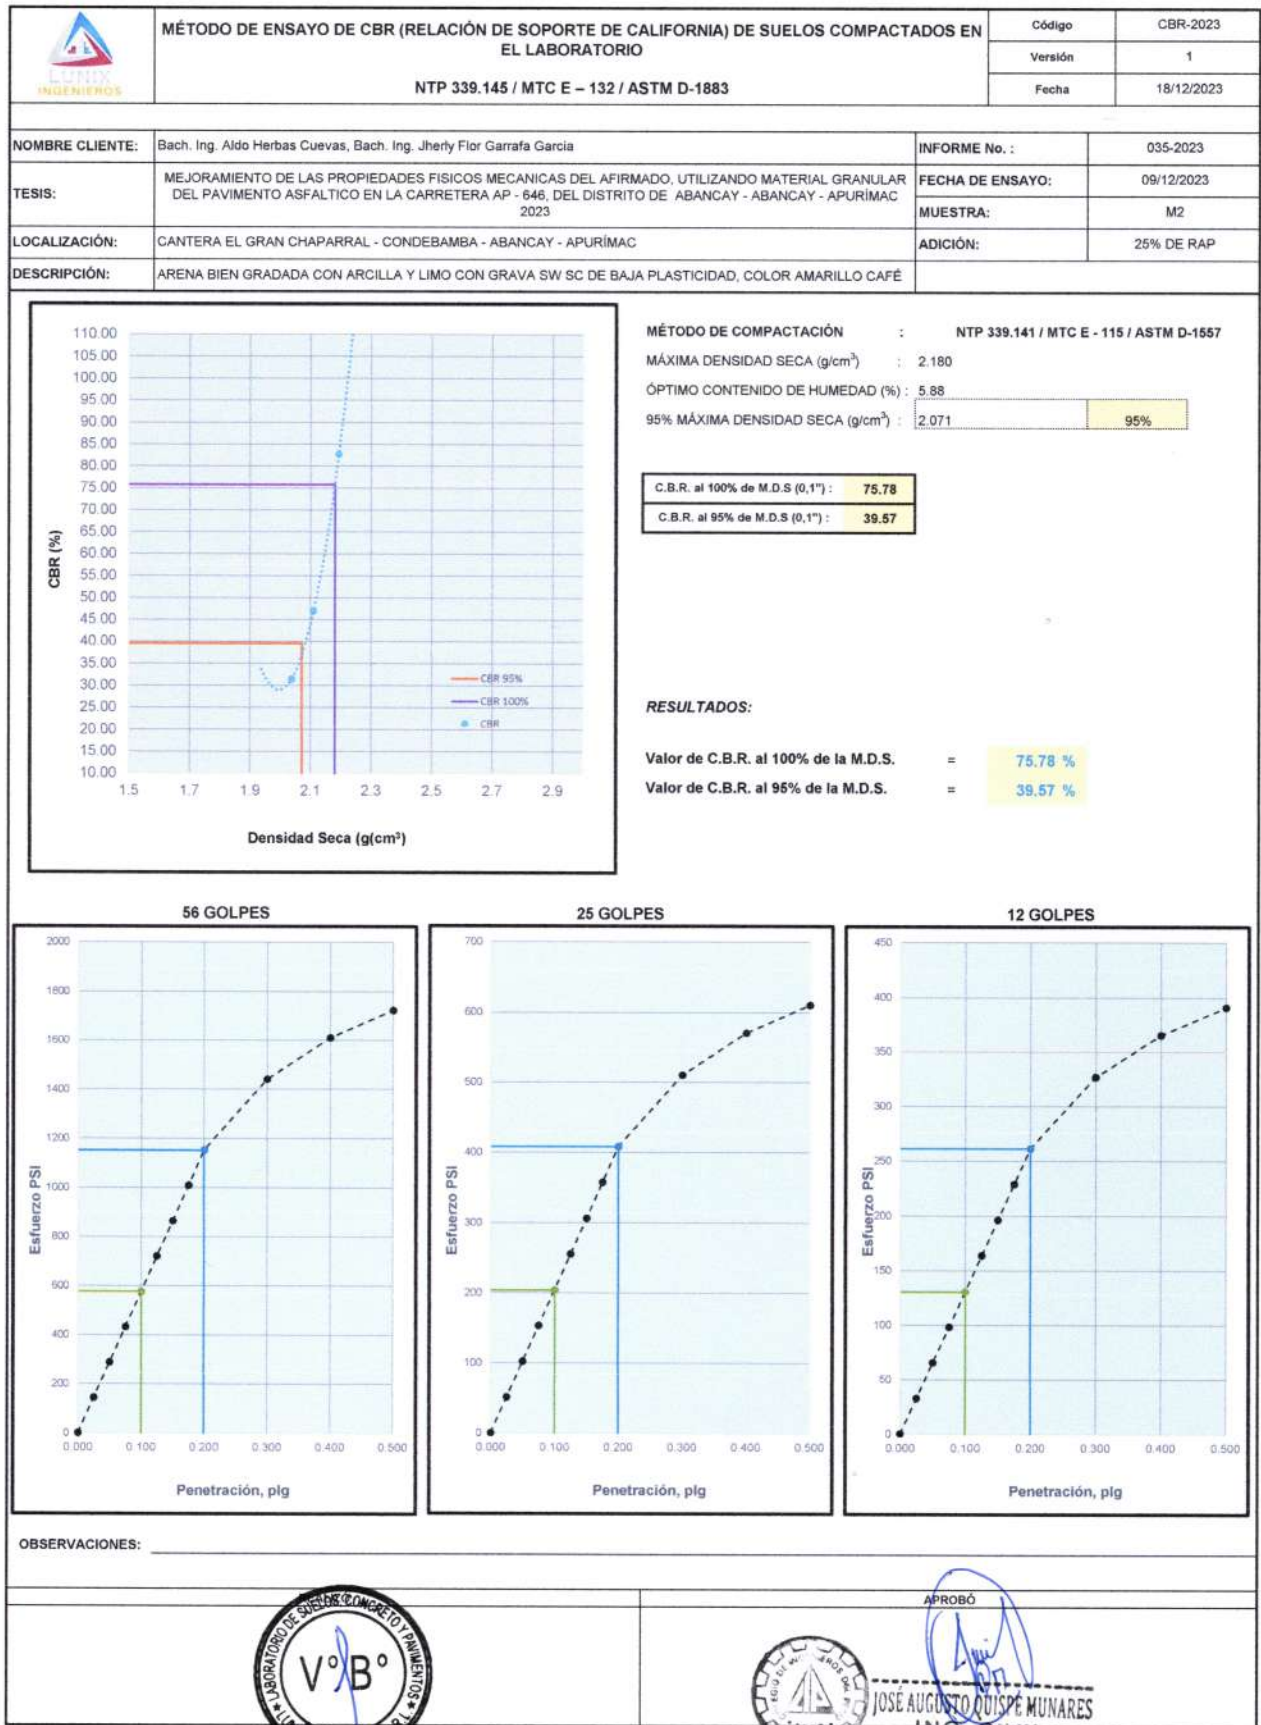 LUNIX
INGENIEROS
MÉTODO DE ENSAYO DE CBR (RELACIÓN DE SOPORTE DE CALIFORNIA) DE SUELOS COMPACTADOS EN
EL LABORATORIO
NTP 339.145 / MTC E – 132 / ASTM D-1883
Código CBR-2023
Versión 1
Fecha 18/12/2023
NOMBRE CLIENTE: Bach. Ing. Aldo Herbas Cuevas, Bach. Ing. Jherly Flor Garrafa Garcia
INFORME No. : 035-2023
TESIS: MEJORAMIENTO DE LAS PROPIEDADES FISICOS MECANICAS DEL AFIRMADO, UTILIZANDO MATERIAL GRANULAR
DEL PAVIMENTO ASFALTICO EN LA CARRETERA AP - 646, DEL DISTRITO DE ABANCAY - ABANCAY - APURÍMAC
2023
FECHA DE ENSAYO: 09/12/2023
MUESTRA: M2
LOCALIZACIÓN: CANTERA EL GRAN CHAPARRAL - CONDEBAMBA - ABANCAY - APURÍMAC
ADICIÓN: 25% DE RAP
DESCRIPCIÓN: ARENA BIEN GRADADA CON ARCILLA Y LIMO CON GRAVA SW SC DE BAJA PLASTICIDAD, COLOR AMARILLO CAFÉ
110.00
105.00
100.00
95.00
90.00
85.00
80.00
75.00
70.00
65.00
60.00
55.00
50.00
45.00
40.00
35.00
30.00
25.00
20.00
15.00
10.00
CBR (%)
1.5 1.7 1.9 2.1 2.3 2.5 2.7 2.9
Densidad Seca (g(cm³)
CBR 95%
CBR 100%
CBR
MÉTODO DE COMPACTACIÓN : NTP 339.141 / MTC E - 115 / ASTM D-1557
MÁXIMA DENSIDAD SECA (g/cm³) : 2.180
ÓPTIMO CONTENIDO DE HUMEDAD (%) : 5.88
95% MÁXIMA DENSIDAD SECA (g/cm³) : 2.071 95%
C.B.R. al 100% de M.D.S (0,1") : 75.78
C.B.R. al 95% de M.D.S (0,1") : 39.57
RESULTADOS:
Valor de C.B.R. al 100% de la M.D.S. = 75.78 %
Valor de C.B.R. al 95% de la M.D.S. = 39.57 %
56 GOLPES
2000
1800
1600
1400
1200
1000
800
600
400
200
0
Esfuerzo PSI
0.000 0.100 0.200 0.300 0.400 0.500
Penetración, plg
25 GOLPES
700
600
500
400
300
200
100
0
Esfuerzo PSI
0.000 0.100 0.200 0.300 0.400 0.500
Penetración, plg
12 GOLPES
450
400
350
300
250
200
150
100
50
0
Esfuerzo PSI
0.000 0.100 0.200 0.300 0.400 0.500
Penetración, plg
OBSERVACIONES:
LABORATORIO DE SUELOS CONCRETO Y PAVIMENTOS
V° B°
APROBÓ
JOSÉ AUGUSTO QUISPE MUNARES